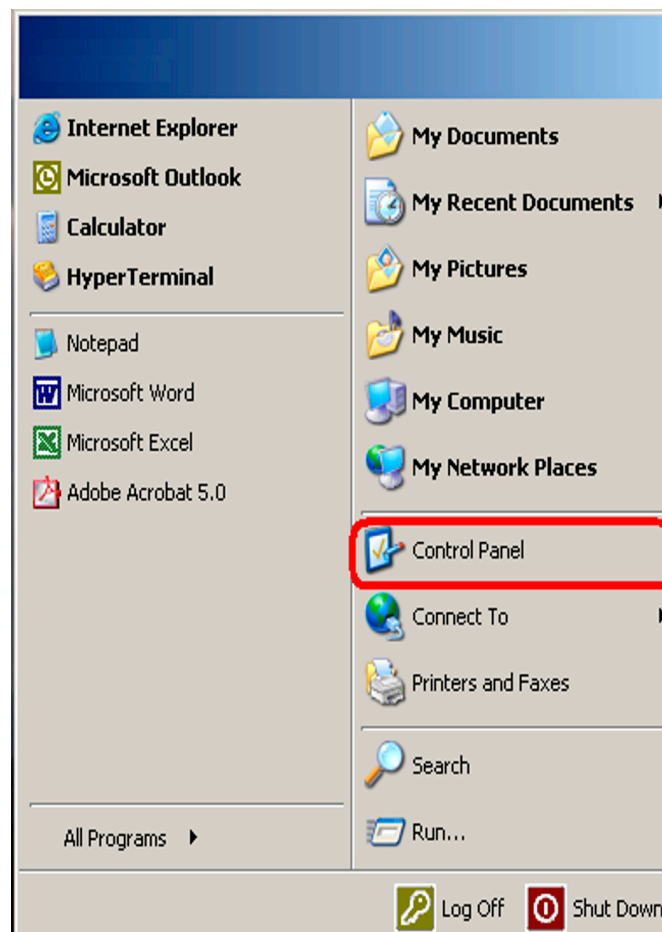 Internet Explorer
Microsoft Outlook
Calculator
HyperTerminal
Notepad
Microsoft Word
Microsoft Excel
Adobe Acrobat 5.0
All Programs
My Documents
My Recent Documents
My Pictures
My Music
My Computer
My Network Places
Control Panel
Connect To
Printers and Faxes
Search
Run...
Log Off
Shut Down